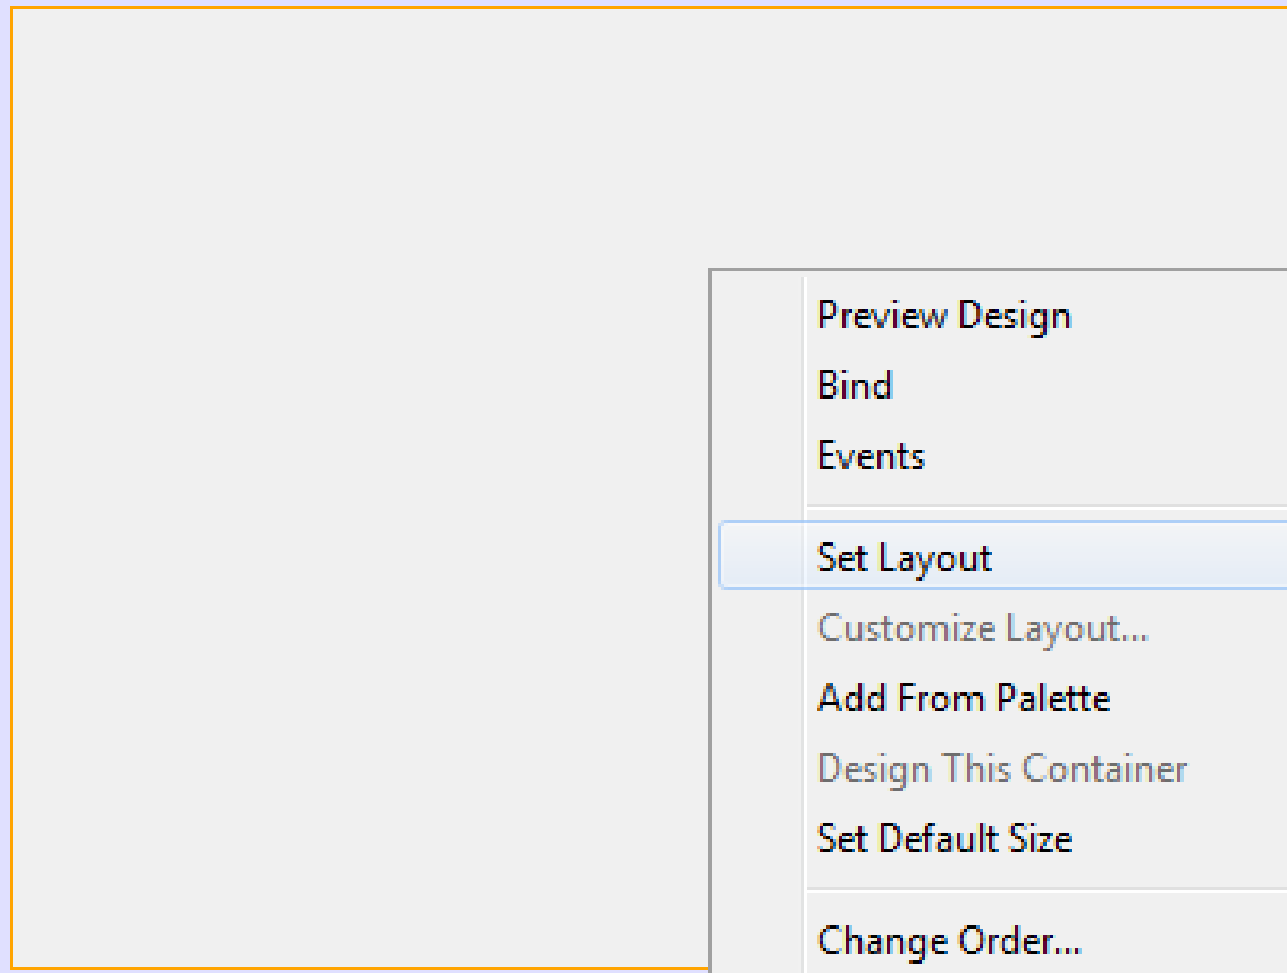 Preview Design
Bind
Events
Set Layout
Customize Layout...
Add From Palette
Design This Container
Set Default Size
Change Order...